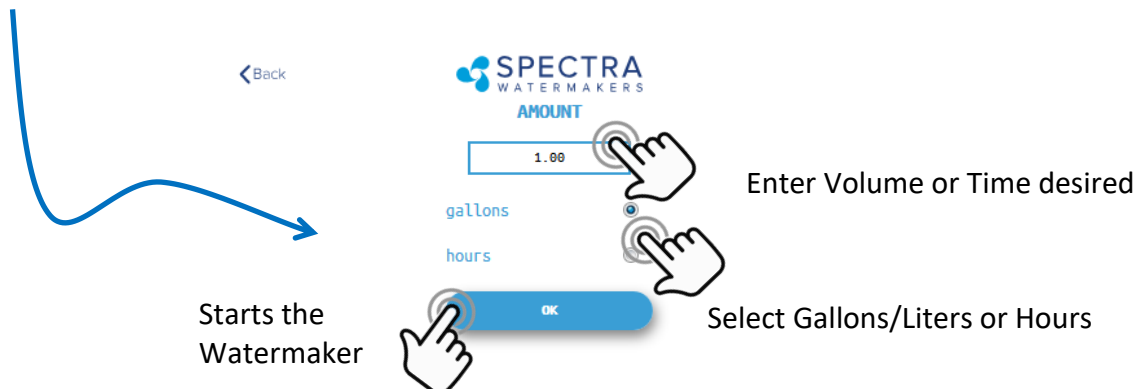 Back
SPECTRA
WATERMAKERS
AMOUNT
1.00
Enter Volume or Time desired
gallons
hours
Starts the
Watermaker
OK
Select Gallons/Liters or Hours